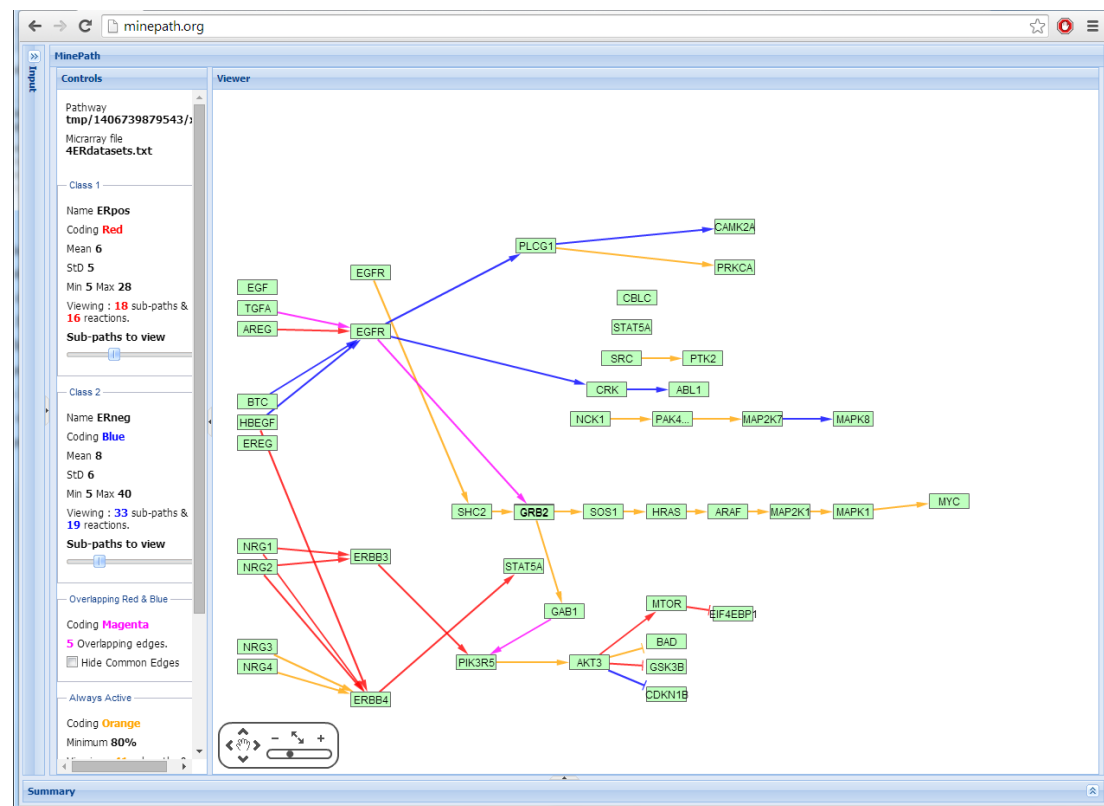 minepath.org
MinePath
Input
Controls
Viewer
Pathway
tmp/1406739879543/
Micrarray file
4ERdatasets.txt
Class 1
Name ERpos
Coding Red
Mean 6
StD 5
Min 5 Max 28
Viewing : 18 sub-paths &
16 reactions.
Sub-paths to view
Class 2
Name ERneg
Coding Blue
Mean 8
StD 6
Min 5 Max 40
Viewing : 33 sub-paths &
19 reactions.
Sub-paths to view
Overlapping Red & Blue
Coding Magenta
5 Overlapping edges.
Hide Common Edges
Always Active
Coding Orange
Minimum 80%
CAMK2A
PLCG1
PRKCA
EGFR
EGF
CBLC
TGFA
STAT5A
AREG
EGFR
SRC
PTK2
CRK
ABL1
BTC
HBEGF
NCK1
PAK4...
MAP2K7
MAPK8
EREG
MYC
SHC2
GRB2
SOS1
HRAS
ARAF
MAP2K1
MAPK1
NRG1
ERBB3
NRG2
STAT5A
MTOR
GAB1
EIF4EBP1
NRG3
BAD
PIK3R5
AKT3
GSK3B
NRG4
ERBB4
CDKN1B
Summary